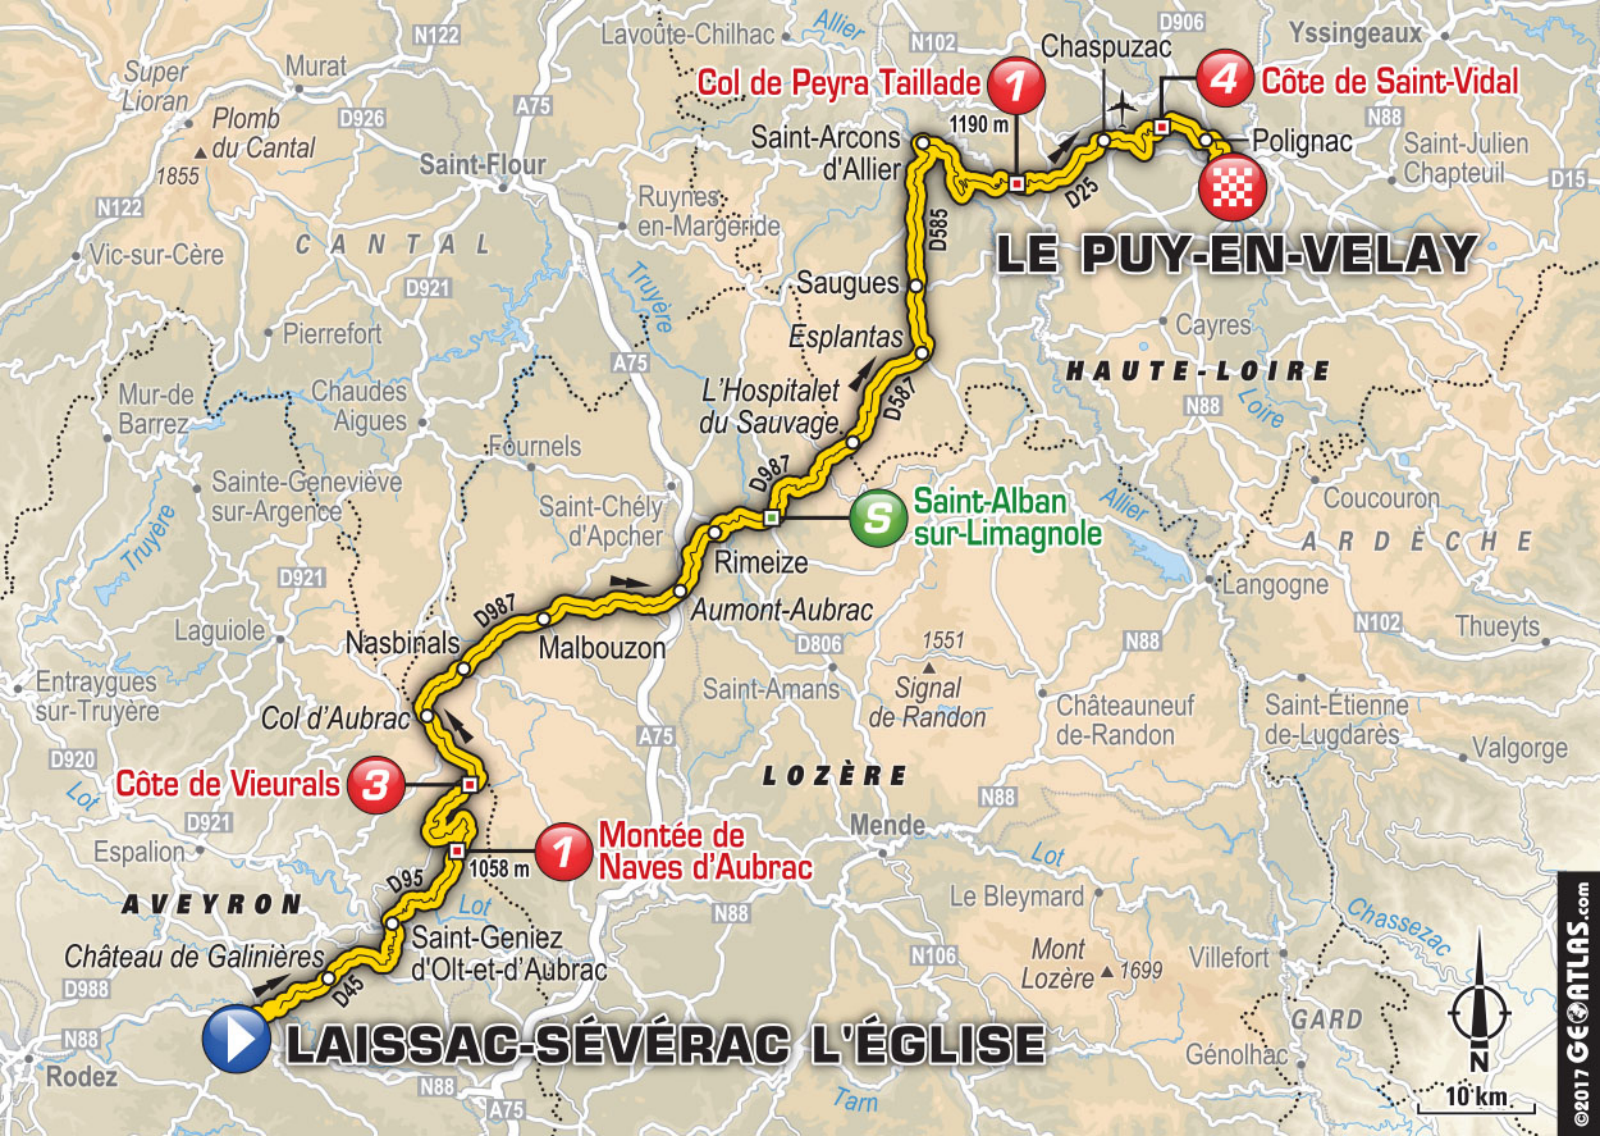 N122
Lavoûte-Chilhac
Allier
N102
D906
Yssingeaux
Chaspuzac
Super
Lioran
Murat
Col de Peyra Taillade
1
4
Côte de Saint-Vidal
A75
D926
Plomb
du Cantal
1855
1190 m
N88
Saint-Arcons
d'Allier
Polignac
Saint-Julien
Chapteuil
D15
Saint-Flour
N122
Ruynes
en-Margeride
D25
D585
Vic-sur-Cère
CANTAL
LE PUY-EN-VELAY
D921
Truyère
Saugues
Pierrefort
Esplantas
Cayres
A75
HAUTE-LOIRE
Mur-de
Barrez
Chaudes
Aigues
L'Hospitalet
du Sauvage
D587
N88
Loire
Fournels
D987
Sainte-Geneviève
sur-Argence
Saint-Chély
d'Apcher
S
Saint-Alban
sur-Limagnole
Allier
Coucouron
Truyère
ARDÈCHE
Rimeize
D921
Langogne
D987
Aumont-Aubrac
Laguiole
Nasbinals
Malbouzon
D806
1551
N88
N102
Thueyts
Entraygues
sur-Truyère
Saint-Amans
Signal
de Randon
Châteauneuf
de-Randon
Saint-Étienne
de-Lugdarès
Col d'Aubrac
A75
Valgorge
D920
Lot
Côte de Vieurals
3
LOZÈRE
N88
D921
Espalion
1
Montée de
Naves d'Aubrac
1058 m
Mende
Lot
D95
AVEYRON
Lot
N88
Le Bleymard
Chassezac
Château de Galinières
Saint-Geniez
d'Olt-et-d'Aubrac
N106
Mont
Lozère
1699
Villefort
D988
D45
N88
LAISSAC-SÉVÉRAC L'ÉGLISE
GARD
Génolhac
N
Rodez
N88
A75
Tarn
10 km
©2017 GEOATLAS.com